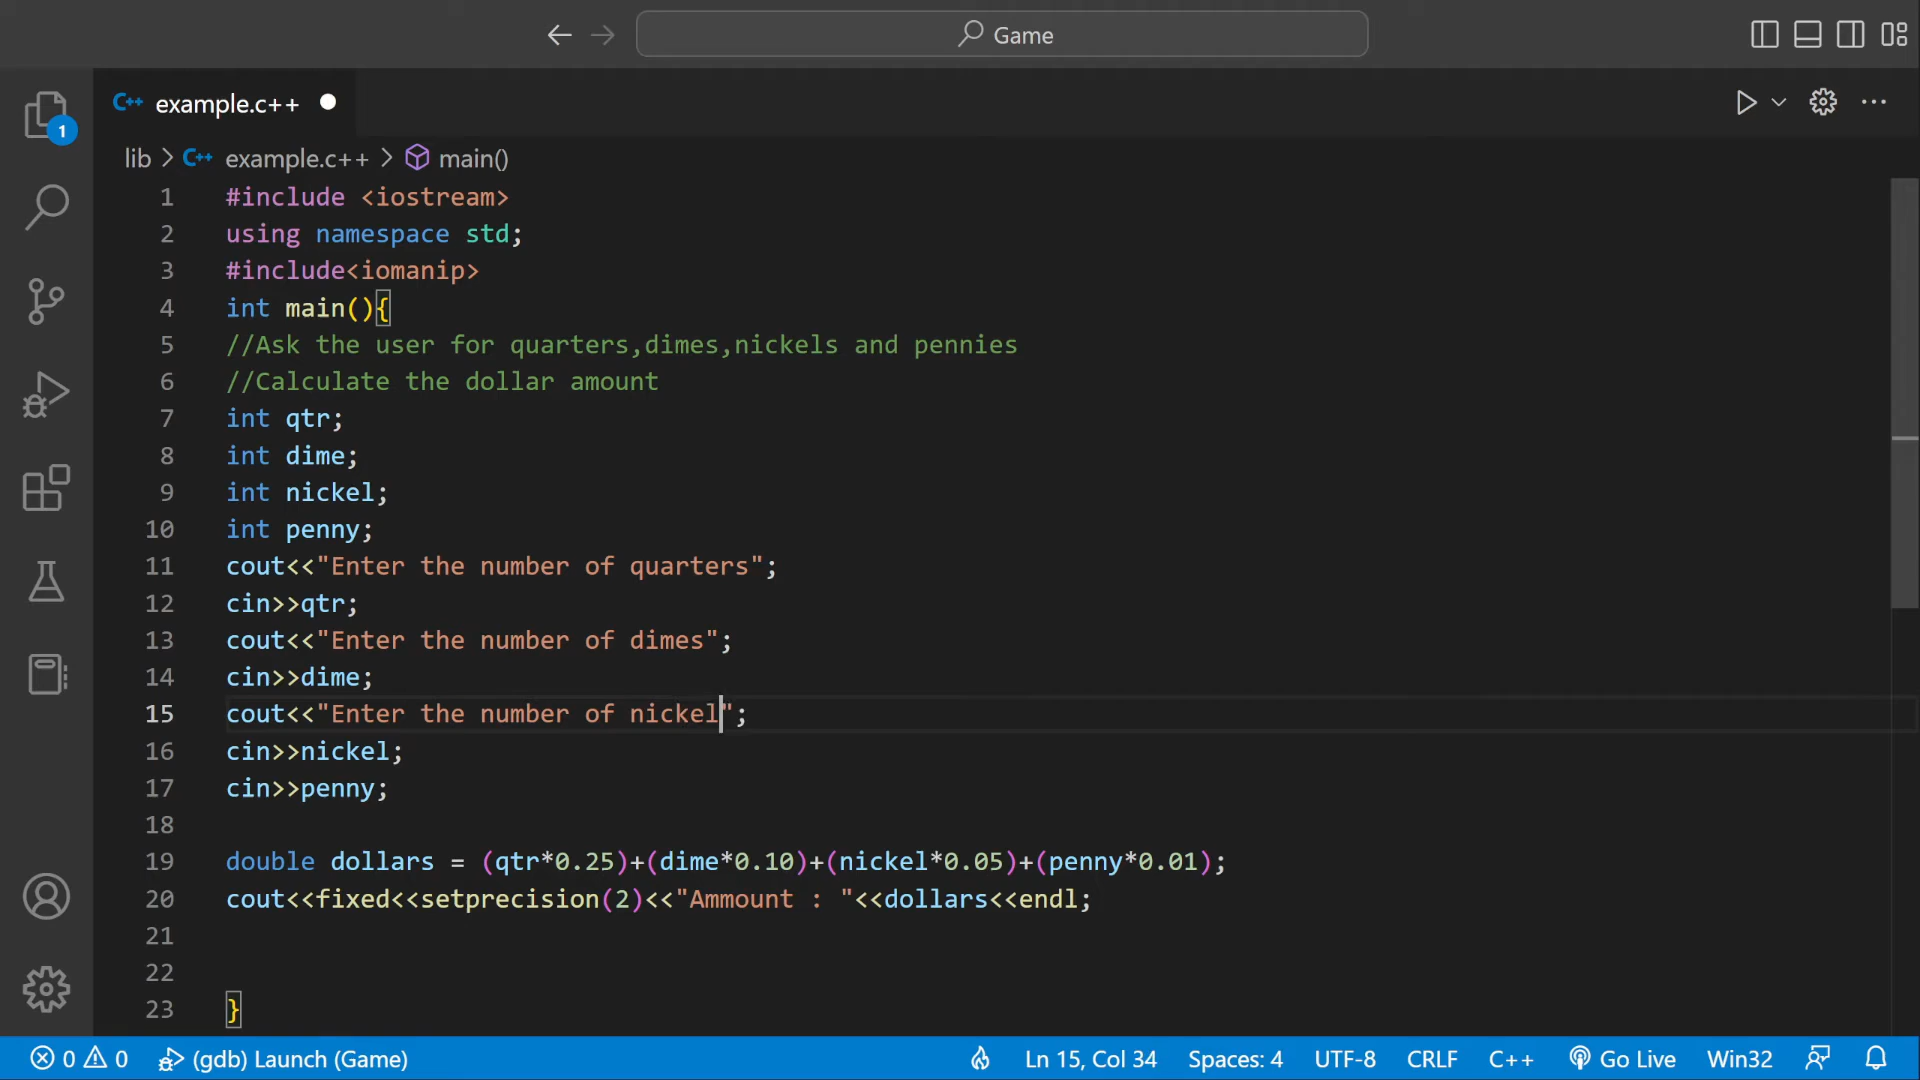 Game
1
C++ example.c++
lib > C++ example.c++ > main()
1 #include <iostream>
2 using namespace std;
3 #include<iomanip>
4 int main(){
5 //Ask the user for quarters,dimes,nickels and pennies
6 //Calculate the dollar amount
7 int qtr;
8 int dime;
9 int nickel;
10 int penny;
11 cout<<"Enter the number of quarters";
12 cin>>qtr;
13 cout<<"Enter the number of dimes";
14 cin>>dime;
15 cout<<"Enter the number of nickel";
16 cin>>nickel;
17 cin>>penny;
18
19 double dollars = (qtr*0.25)+(dime*0.10)+(nickel*0.05)+(penny*0.01);
20 cout<<fixed<<setprecision(2)<<"Ammount : "<<dollars<<endl;
21
22
23 }
0 0 (gdb) Launch (Game) Ln 15, Col 34 Spaces: 4 UTF-8 CRLF C++ Go Live Win32